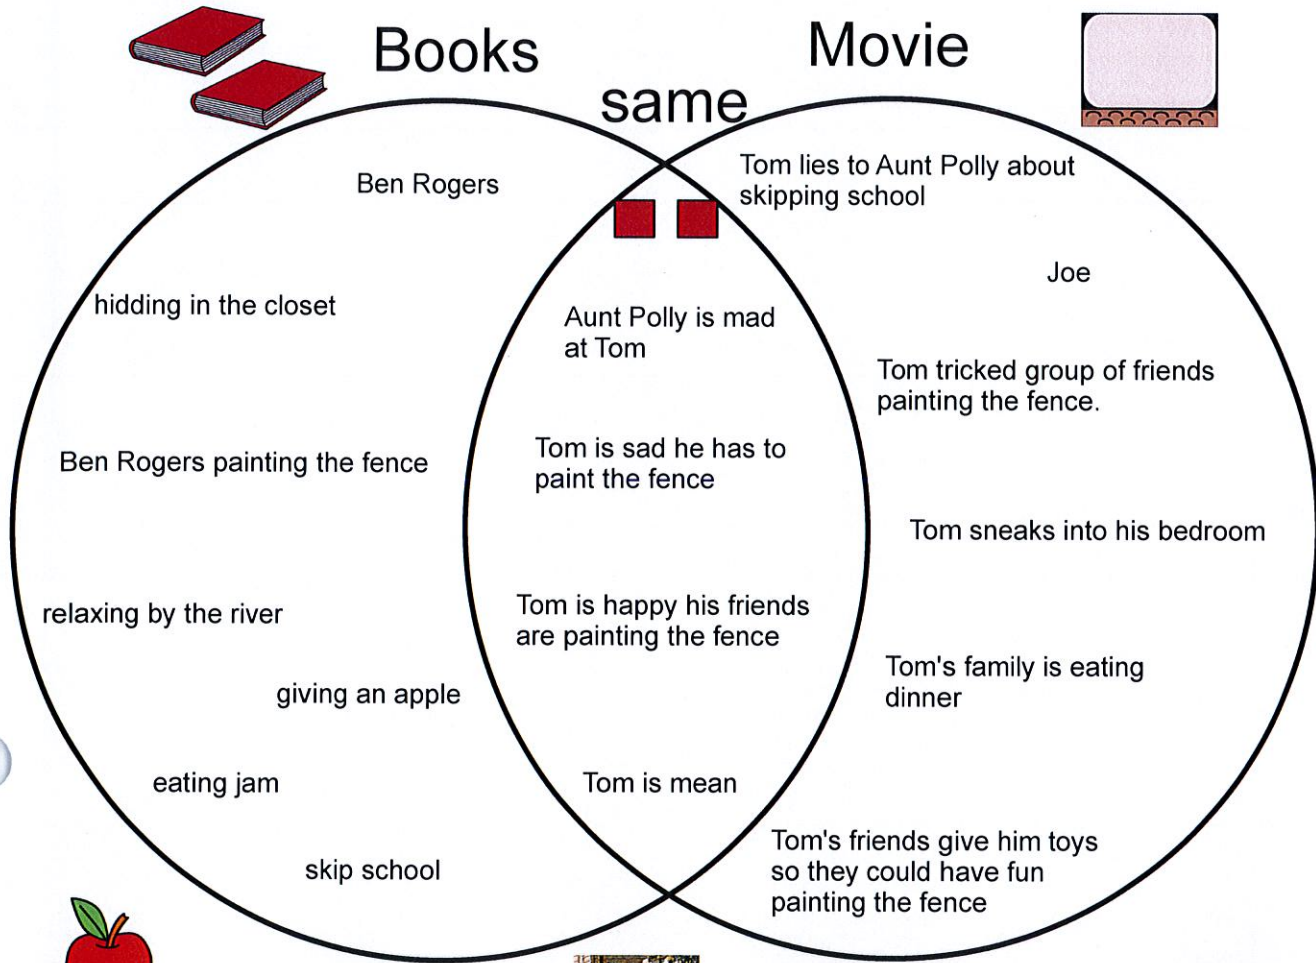 Books
Movie
same
Ben Rogers
hidding in the closet
Ben Rogers painting the fence
relaxing by the river
giving an apple
eating jam
skip school
Aunt Polly is mad
at Tom
Tom is sad he has to
paint the fence
Tom is happy his friends
are painting the fence
Tom is mean
Tom lies to Aunt Polly about
skipping school
Joe
Tom tricked group of friends
painting the fence.
Tom sneaks into his bedroom
Tom's family is eating
dinner
Tom's friends give him toys
so they could have fun
painting the fence